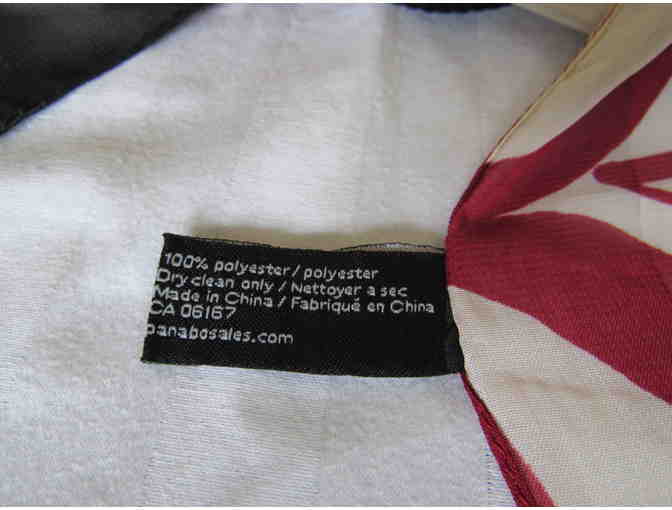 100% polyester / polyester
Dry clean only / Nettoyer a sec
Made in China / Fabriqué en China
CA 06167
panabosales.com